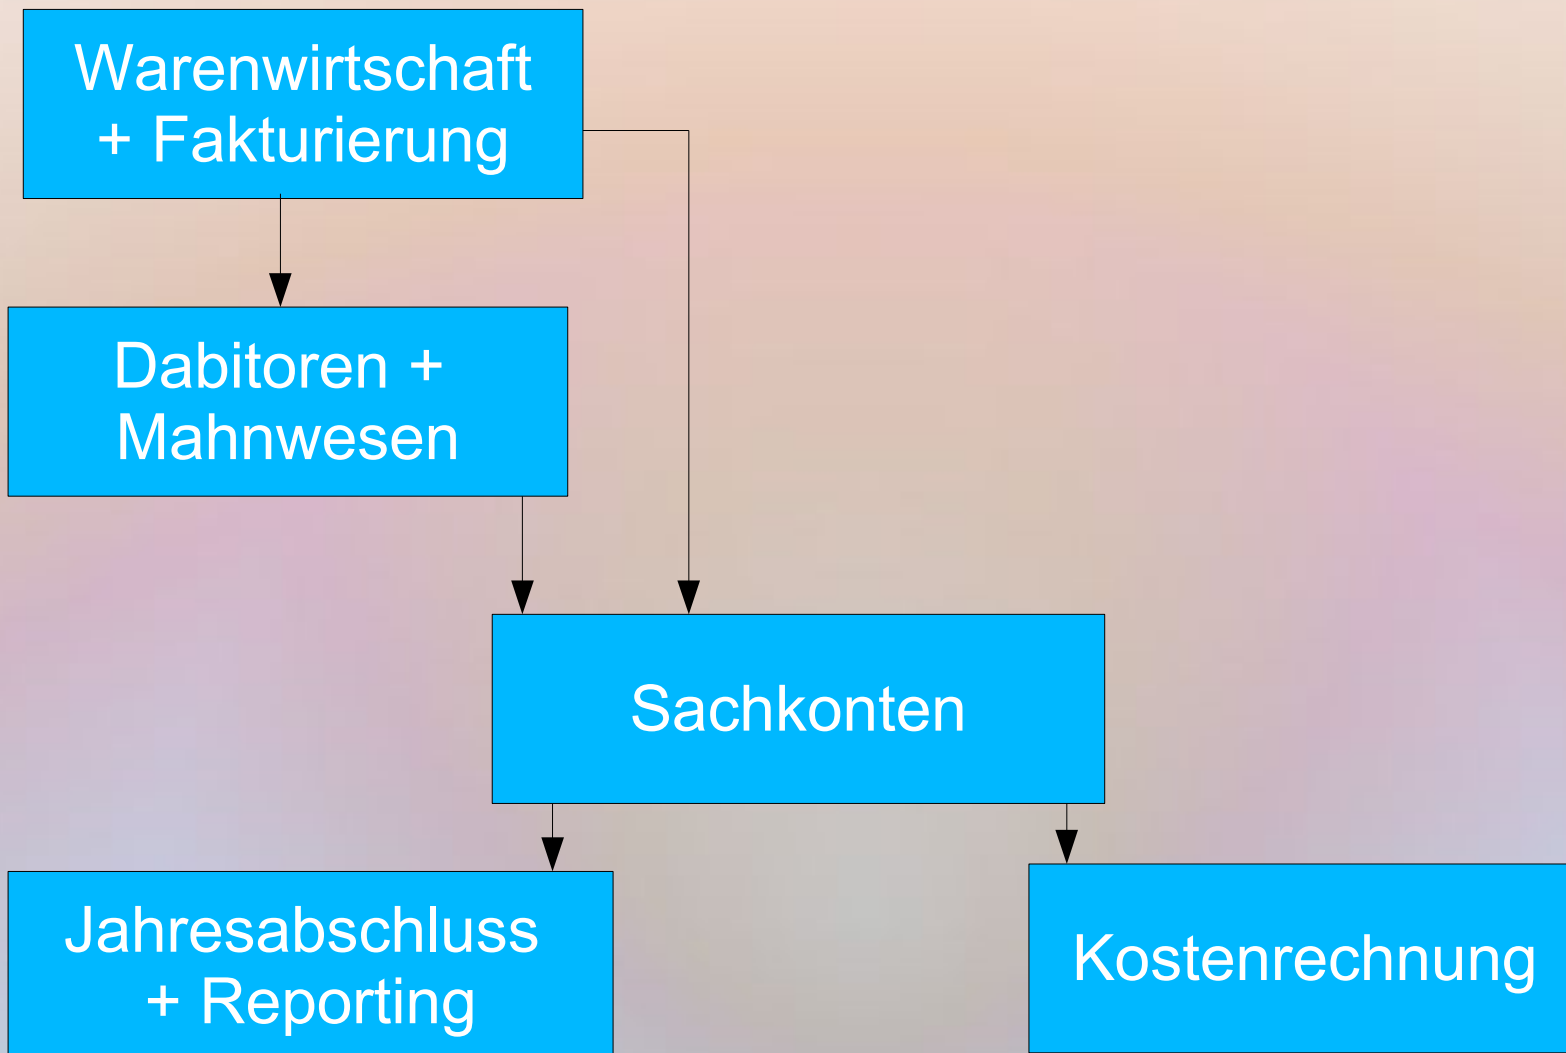 Warenwirtschaft
+ Fakturierung
Dabitoren +
Mahnwesen
Sachkonten
Jahresabschluss
+ Reporting
Kostenrechnung